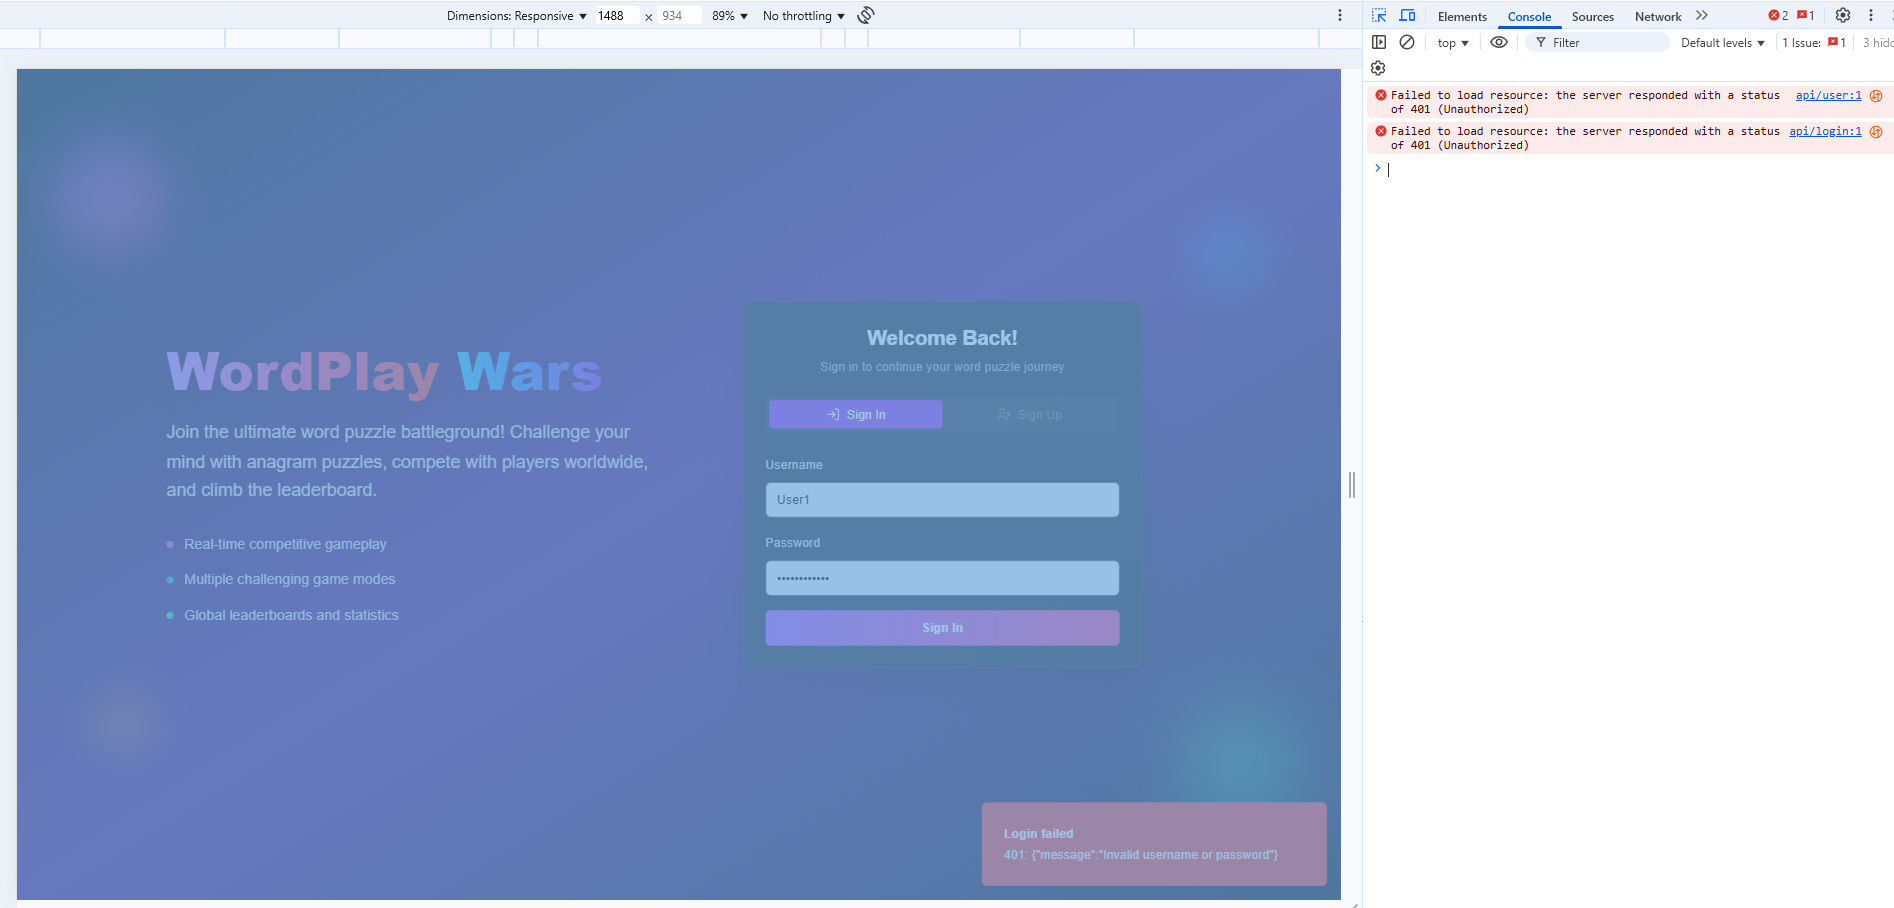 Dimensions: Responsive 1488 × 934 89% No throttling
WordPlay Wars
Join the ultimate word puzzle battleground! Challenge your
mind with anagram puzzles, compete with players worldwide,
and climb the leaderboard.
Real-time competitive gameplay
Multiple challenging game modes
Global leaderboards and statistics
Welcome Back!
Sign in to continue your word puzzle journey
Sign In Sign Up
Username
User1
Password
••••••••••••
Sign In
Login failed
401: {"message":"Invalid username or password"}
Elements Console Sources Network 2 1
top Filter Default levels 1 Issue: 1 3
Failed to load resource: the server responded with a status api/user:1
of 401 (Unauthorized)
Failed to load resource: the server responded with a status api/login:1
of 401 (Unauthorized)